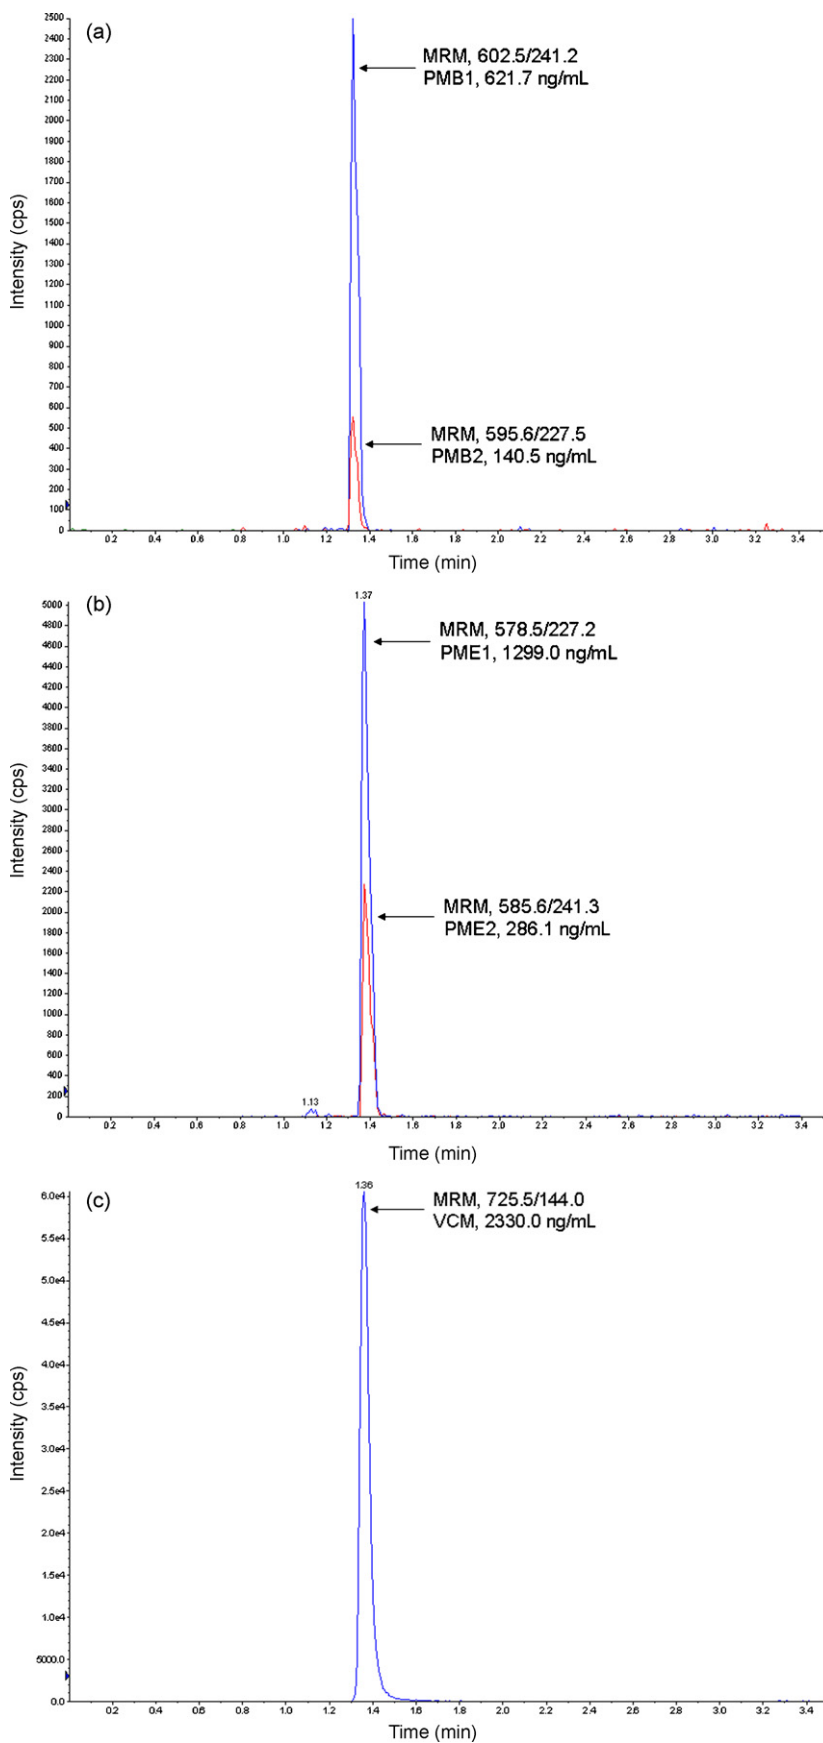 (a)
MRM, 602.5/241.2
PMB1, 621.7 ng/mL
MRM, 595.6/227.5
PMB2, 140.5 ng/mL
Intensity (cps)
2500
2400
2300
2200
2100
2000
1900
1800
1700
1600
1500
1400
1300
1200
1100
1000
900
800
700
600
500
400
300
200
100
0
0.2 0.4 0.6 0.8 1.0 1.2 1.4 1.6 1.8 2.0 2.2 2.4 2.6 2.8 3.0 3.2 3.4
Time (min)
(b)
1.37
MRM, 578.5/227.2
PME1, 1299.0 ng/mL
MRM, 585.6/241.3
PME2, 286.1 ng/mL
1.13
Intensity (cps)
5000
4800
4600
4400
4200
4000
3800
3600
3400
3200
3000
2800
2600
2400
2200
2000
1800
1600
1400
1200
1000
800
600
400
200
0
0.2 0.4 0.6 0.8 1.0 1.2 1.4 1.6 1.8 2.0 2.2 2.4 2.6 2.8 3.0 3.2 3.4
Time (min)
(c)
1.36
MRM, 725.5/144.0
VCM, 2330.0 ng/mL
Intensity (cps)
6.0e4
5.5e4
5.0e4
4.5e4
4.0e4
3.5e4
3.0e4
2.5e4
2.0e4
1.5e4
1.0e4
5000.0
0.0
0.2 0.4 0.6 0.8 1.0 1.2 1.4 1.6 1.8 2.0 2.2 2.4 2.6 2.8 3.0 3.2 3.4
Time (min)